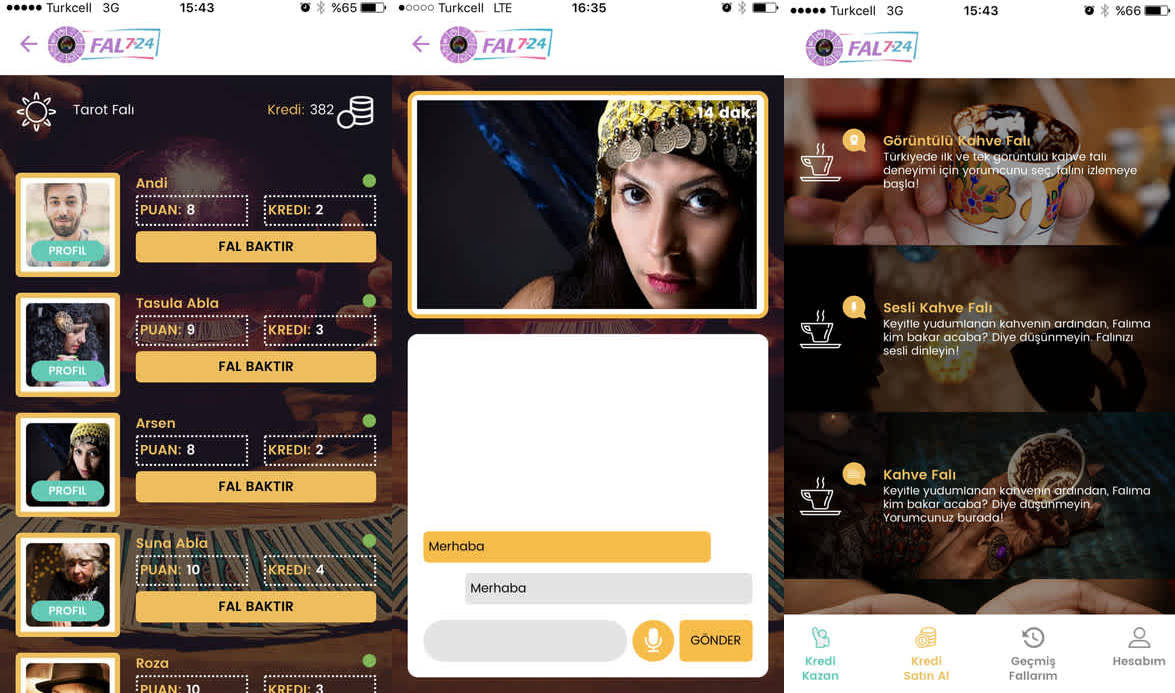 Turkcell 3G 15:43 %65
FAL7-24
Tarot Falı
Kredi: 382
Andi
PUAN: 8 KREDI: 2
PROFIL
FAL BAKTIR
Tasula Abla
PUAN: 9 KREDI: 3
PROFIL
FAL BAKTIR
Arsen
PUAN: 8 KREDI: 2
PROFIL
FAL BAKTIR
Suna Abla
PUAN: 10 KREDI: 4
PROFIL
FAL BAKTIR
Roza
PUAN: 10 KREDI: 3
Turkcell LTE 16:35
FAL7-24
14 dak.
Merhaba
Merhaba
GÖNDER
Turkcell 3G 15:43 %66
FAL7-24
Görüntülü Kahve Falı
Türkiyede ilk ve tek görüntülü kahve falı
deneyimi için yorumcunu seç, falını izlemeye
başla!
Sesli Kahve Falı
Keyifle yudumlanan kahvenin ardından, Falıma
kim bakar acaba? Diye düşünmeyin. Falınızı
sesli dinleyin!
Kahve Falı
Keyifle yudumlanan kahvenin ardından, Falıma
kim bakar acaba? Diye düşünmeyin.
Yorumcunuz burada!
Kredi
Kazan
Kredi
Satın Al
Geçmiş
Fallarım
Hesabım